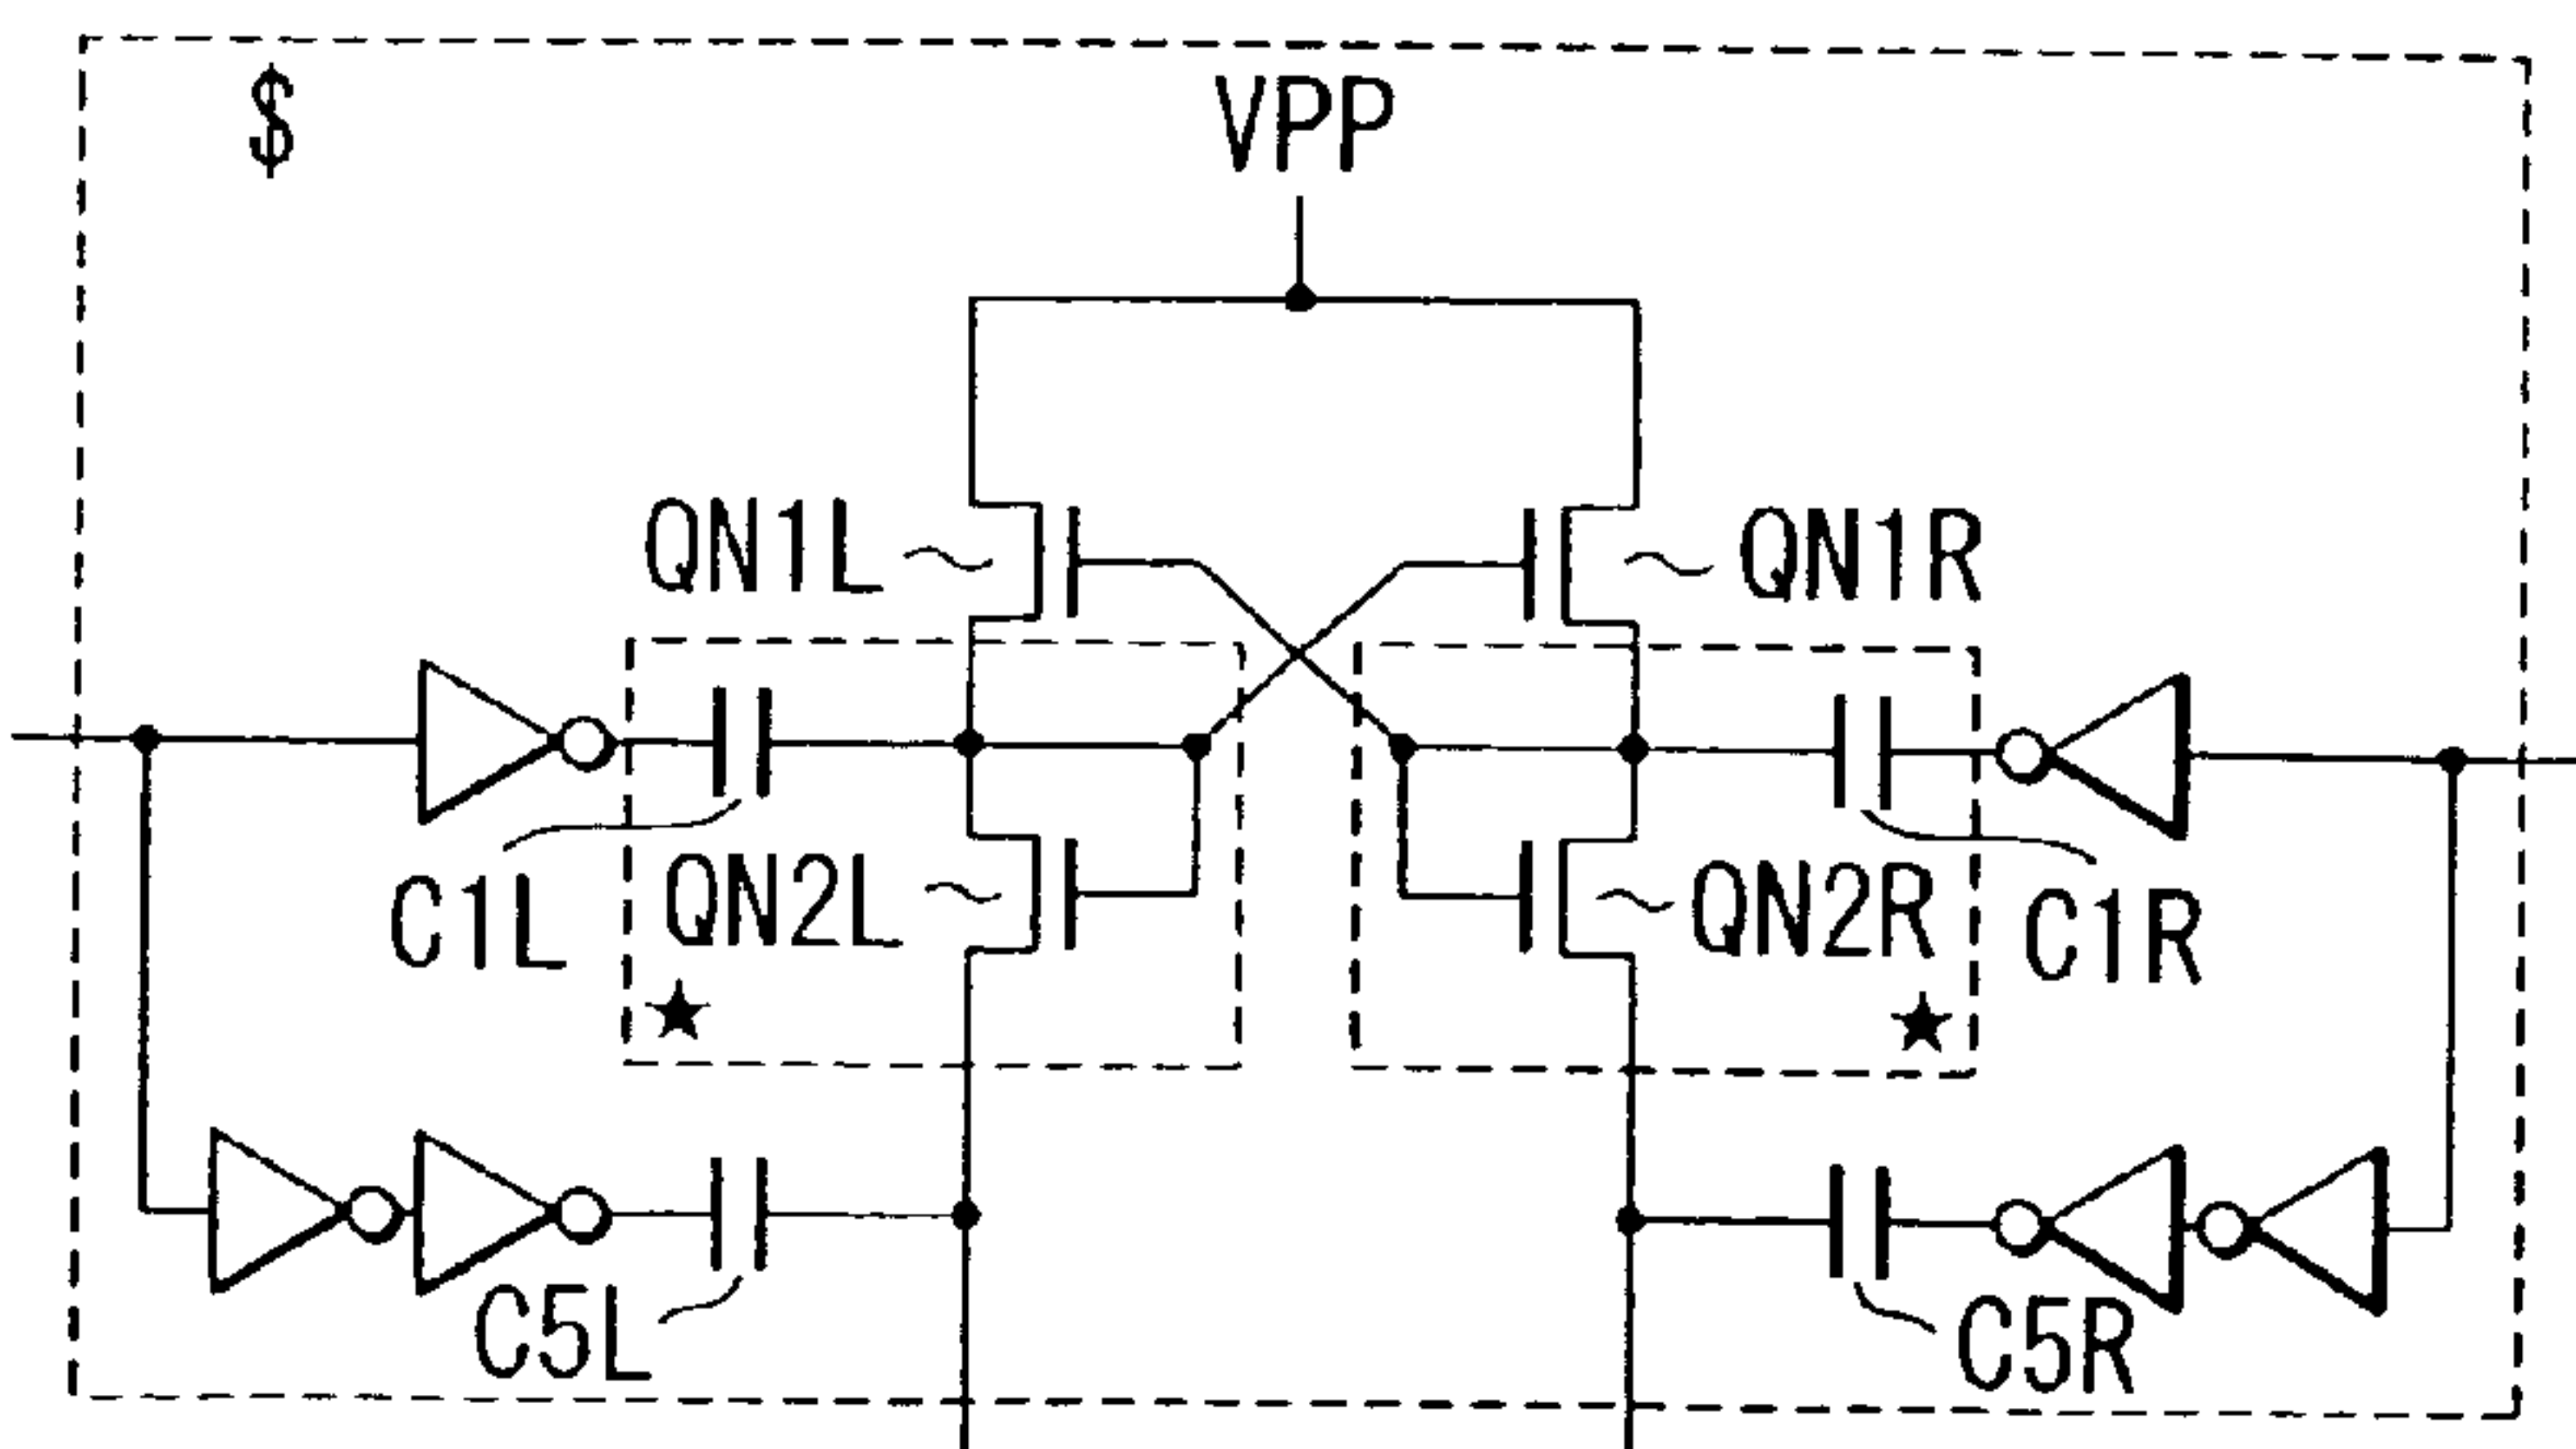 $
VPP
QN1L
QN1R
C1L
QN2L
QN2R
C1R
★
★
C5L
C5R